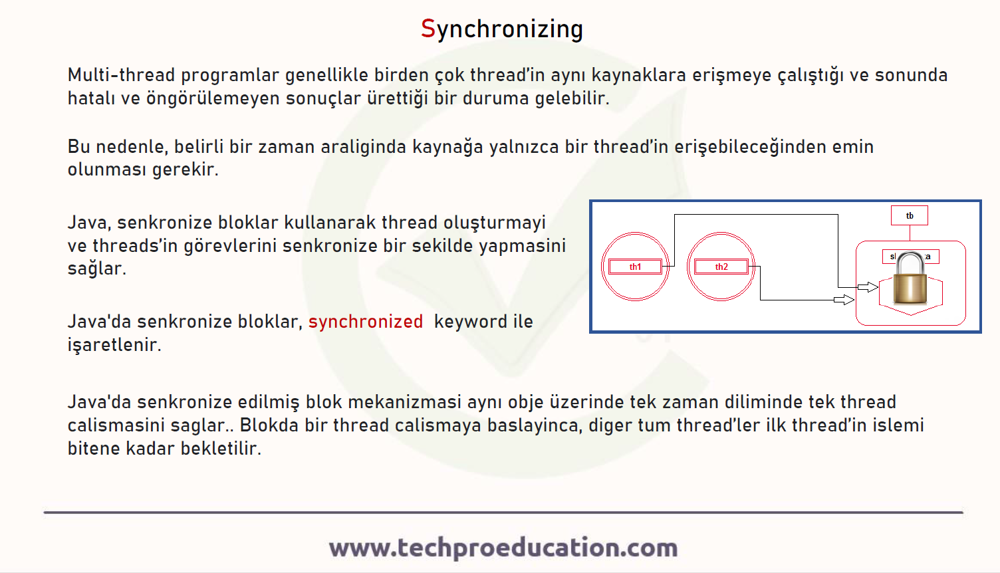 Synchronizing
Multi-thread programlar genellikle birden çok thread’in aynı kaynaklara erişmeye çalıştığı ve sonunda
hatalı ve öngörülemeyen sonuçlar ürettiği bir duruma gelebilir.
Bu nedenle, belirli bir zaman araliginda kaynağa yalnızca bir thread’in erişebileceğinden emin
olunması gerekir.
Java, senkronize bloklar kullanarak thread oluşturmayi
ve threads’in görevlerini senkronize bir sekilde yapmasini
sağlar.
Java'da senkronize bloklar, synchronized keyword ile
işaretlenir.
tb
th1
th2
Java'da senkronize edilmiş blok mekanizmasi aynı obje üzerinde tek zaman diliminde tek thread
calismasini saglar.. Blokda bir thread calismaya baslayinca, diger tum thread’ler ilk thread’in islemi
bitene kadar bekletilir.
www.techproeducation.com